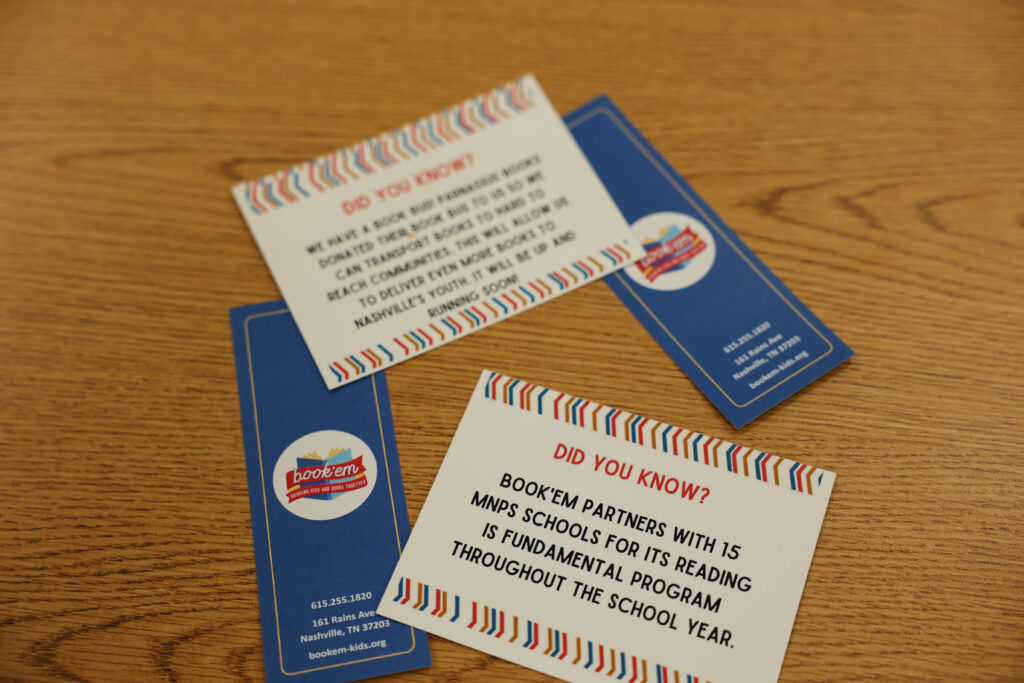 DID YOU KNOW?
WE HAVE A BOOK BUS! PARNASSUS BOOKS
DONATED THEIR BOOK BUS TO US SO WE
CAN TRANSPORT BOOKS TO HARD TO
REACH COMMUNITIES. THIS WILL ALLOW US
TO DELIVER EVEN MORE BOOKS TO
NASHVILLE'S YOUTH. IT WILL BE UP AND
RUNNING SOON!
book'em
615.255.1820
161 Rains Ave
Nashville, TN 37203
bookem-kids.org
book'em
BRINGING KIDS AND BOOKS TOGETHER
615.255.1820
161 Rains Ave
Nashville, TN 37203
bookem-kids.org
DID YOU KNOW?
BOOK'EM PARTNERS WITH 15
MNPS SCHOOLS FOR ITS READING
IS FUNDAMENTAL PROGRAM
THROUGHOUT THE SCHOOL YEAR.